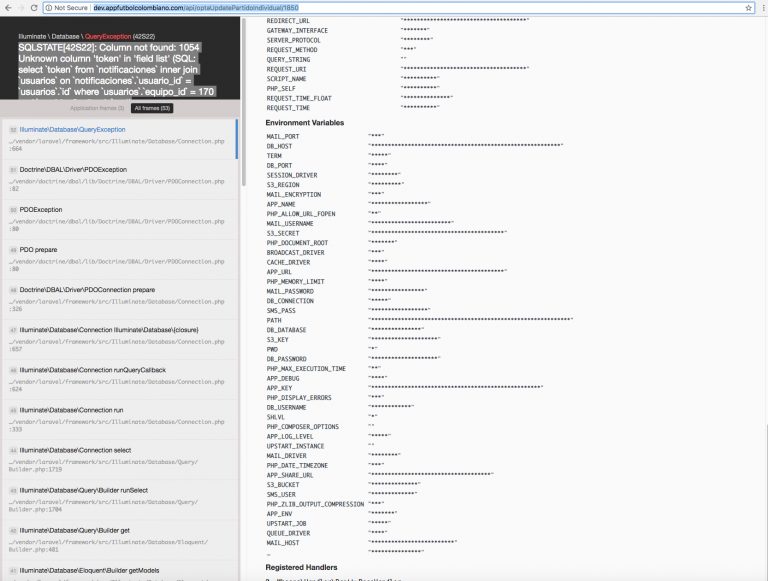 Not Secure | dev.appfutbolcolombiano.com/api/optaUpdatePartidoIndividual/1850
Illuminate \ Database \ QueryException (42S22)
SQLSTATE[42S22]: Column not found: 1054
Unknown column 'token' in 'field list' (SQL:
select `token` from `notificaciones` inner join
`usuarios` on `notificaciones`.`usuario_id` =
`usuarios`.`id` where `usuarios`.`equipo_id` = 170
Application frames (3) All frames (53)
52 Illuminate\Database\QueryException
…/vendor/laravel/framework/src/Illuminate/Database/Connection.php
:664
51 Doctrine\DBAL\Driver\PDOException
…/vendor/doctrine/dbal/lib/Doctrine/DBAL/Driver/PDOConnection.php
:82
50 PDOException
…/vendor/doctrine/dbal/lib/Doctrine/DBAL/Driver/PDOConnection.php
:80
49 PDO prepare
…/vendor/doctrine/dbal/lib/Doctrine/DBAL/Driver/PDOConnection.php
:80
48 Doctrine\DBAL\Driver\PDOConnection prepare
…/vendor/laravel/framework/src/Illuminate/Database/Connection.php
:326
47 Illuminate\Database\Connection Illuminate\Database\{closure}
…/vendor/laravel/framework/src/Illuminate/Database/Connection.php
:657
46 Illuminate\Database\Connection runQueryCallback
…/vendor/laravel/framework/src/Illuminate/Database/Connection.php
:624
45 Illuminate\Database\Connection run
…/vendor/laravel/framework/src/Illuminate/Database/Connection.php
:333
44 Illuminate\Database\Connection select
…/vendor/laravel/framework/src/Illuminate/Database/Query/
Builder.php:1719
43 Illuminate\Database\Query\Builder runSelect
…/vendor/laravel/framework/src/Illuminate/Database/Query/
Builder.php:1704
42 Illuminate\Database\Query\Builder get
…/vendor/laravel/framework/src/Illuminate/Database/Eloquent/
Builder.php:481
41 Illuminate\Database\Eloquent\Builder getModels
REDIRECT_URL "************************************"
GATEWAY_INTERFACE "*******"
SERVER_PROTOCOL "********"
REQUEST_METHOD "***"
QUERY_STRING ""
REQUEST_URI "************************************"
SCRIPT_NAME "**********"
PHP_SELF "**********"
REQUEST_TIME_FLOAT "**************"
REQUEST_TIME "**********"
Environment Variables
MAIL_PORT "***"
DB_HOST "******************************************************"
TERM "*****"
DB_PORT "****"
SESSION_DRIVER "********"
S3_REGION "*********"
MAIL_ENCRYPTION "***"
APP_NAME "*****************"
PHP_ALLOW_URL_FOPEN "**"
MAIL_USERNAME "***********************"
S3_SECRET "****************************************"
PHP_DOCUMENT_ROOT "*******"
BROADCAST_DRIVER "***"
CACHE_DRIVER "****"
APP_URL "***************************************"
PHP_MEMORY_LIMIT "****"
MAIL_PASSWORD "****************"
DB_CONNECTION "*****"
SMS_PASS "*****************"
PATH "************************************************************"
DB_DATABASE "***************"
S3_KEY "********************"
PWD "*"
DB_PASSWORD "********************"
PHP_MAX_EXECUTION_TIME "**"
APP_DEBUG "****"
APP_KEY "***************************************************"
PHP_DISPLAY_ERRORS "***"
DB_USERNAME "************"
SHLVL "*"
PHP_COMPOSER_OPTIONS ""
APP_LOG_LEVEL "*****"
UPSTART_INSTANCE ""
MAIL_DRIVER "********"
PHP_DATE_TIMEZONE "***"
APP_SHARE_URL "***********************************"
S3_BUCKET "**************"
SMS_USER "*************"
PHP_ZLIB_OUTPUT_COMPRESSION "***"
APP_ENV "*******"
UPSTART_JOB "*****"
QUEUE_DRIVER "****"
MAIL_HOST "************************"
_ "***************"
Registered Handlers